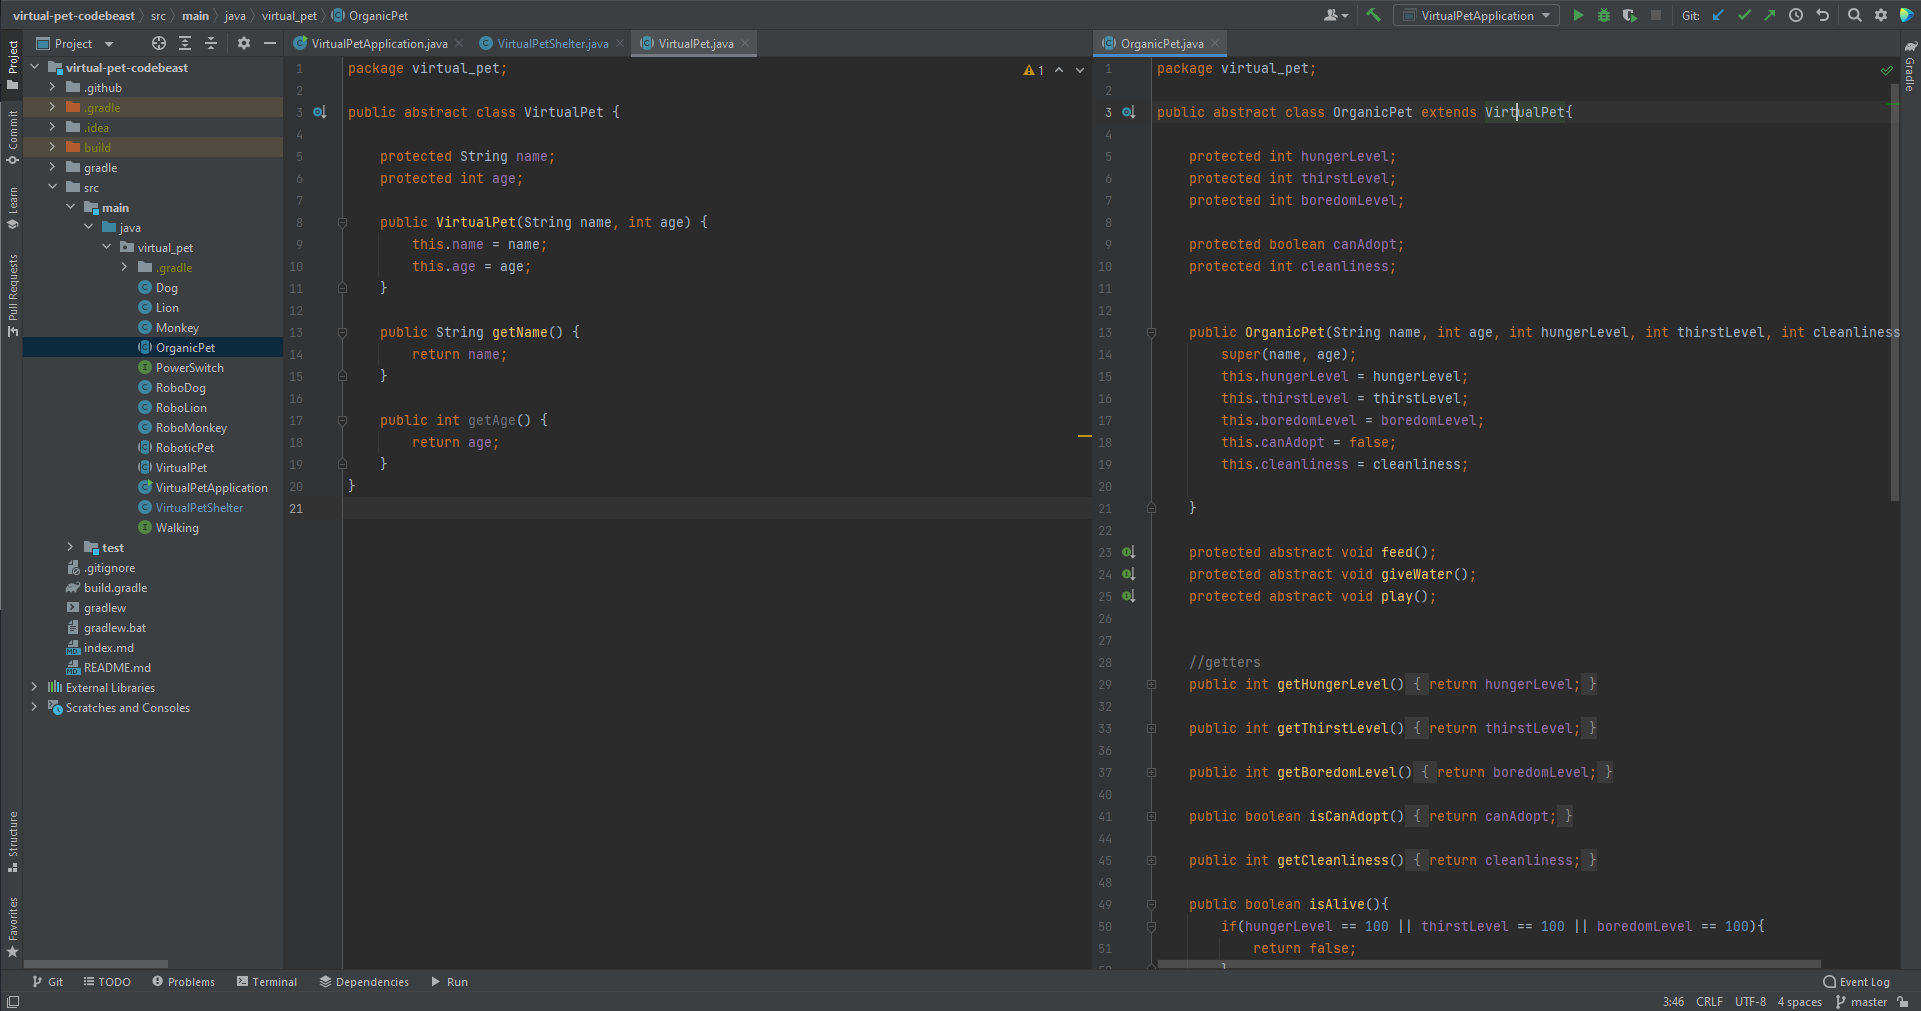 virtual-pet-codebeast src main java virtual_pet OrganicPet
VirtualPetApplication Git:
Project
VirtualPetApplication.java VirtualPetShelter.java VirtualPet.java OrganicPet.java
Project
Commit
Learn
Pull Requests
Structure
Favorites
virtual-pet-codebeast
.github
.gradle
.idea
build
gradle
src
main
java
virtual_pet
.gradle
Dog
Lion
Monkey
OrganicPet
PowerSwitch
RoboDog
RoboLion
RoboMonkey
RoboticPet
VirtualPet
VirtualPetApplication
VirtualPetShelter
Walking
test
.gitignore
build.gradle
gradlew
gradlew.bat
index.md
README.md
External Libraries
Scratches and Consoles
1 package virtual_pet;
1
2
3 public abstract class VirtualPet {
4
5 protected String name;
6 protected int age;
7
8 public VirtualPet(String name, int age) {
9 this.name = name;
10 this.age = age;
11 }
12
13 public String getName() {
14 return name;
15 }
16
17 public int getAge() {
18 return age;
19 }
20 }
21
1 package virtual_pet;
2
3 public abstract class OrganicPet extends VirtualPet{
4
5 protected int hungerLevel;
6 protected int thirstLevel;
7 protected int boredomLevel;
8
9 protected boolean canAdopt;
10 protected int cleanliness;
11
12
13 public OrganicPet(String name, int age, int hungerLevel, int thirstLevel, int cleanliness
14 super(name, age);
15 this.hungerLevel = hungerLevel;
16 this.thirstLevel = thirstLevel;
17 this.boredomLevel = boredomLevel;
18 this.canAdopt = false;
19 this.cleanliness = cleanliness;
20
21 }
22
23 protected abstract void feed();
24 protected abstract void giveWater();
25 protected abstract void play();
26
27
28 //getters
29 public int getHungerLevel() { return hungerLevel; }
32
33 public int getThirstLevel() { return thirstLevel; }
36
37 public int getBoredomLevel() { return boredomLevel; }
40
41 public boolean isCanAdopt() { return canAdopt; }
44
45 public int getCleanliness() { return cleanliness; }
48
49 public boolean isAlive(){
50 if(hungerLevel == 100 || thirstLevel == 100 || boredomLevel == 100){
51 return false;
Gradle
Git TODO Problems Terminal Dependencies Run Event Log
3:46 CRLF UTF-8 4 spaces master